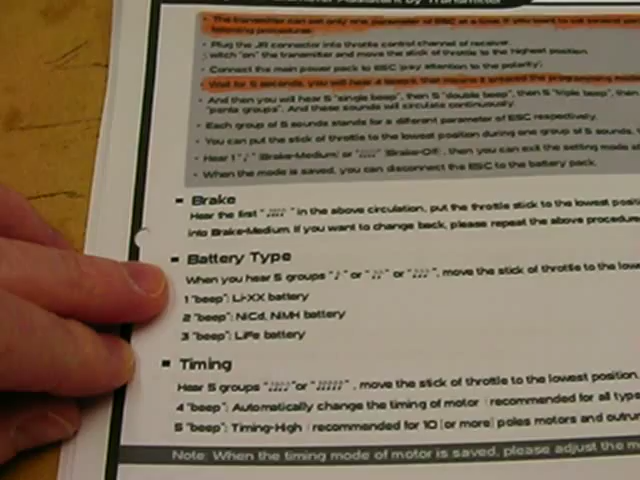 Parameter Assistant by Transmitter
• The transmitter can set only one parameter of ESC at a time. If you want to set several
following procedures:
• Plug the JR connector into throttle control channel of receiver.
switch "on" the transmitter and move the stick of throttle to the highest position.
• Connect the main power pack to ESC (pay attention to the polarity)
• Wait for 5 seconds, you will hear that means it entered the programming
• And then you will hear 5 "single beep", then 5 "double beep", then 5 "triple beep", then
"penta groups". And these sounds will circulate continuously.
• Each group of 5 sounds stands for a different parameter of ESC respectively.
• You can put the stick of throttle to the lowest position during one group of 5 sounds,
• Hear 1 "♪" (Brake-Medium) or "♪♪♪♪" (Brake-Off), then you can exit the setting mode
• When the mode is saved, you can disconnect the ESC to the battery pack.
▪ Brake
Hear the first "♪♪♪♪" in the above circulation, put the throttle stick to the lowest
into Brake-Medium. If you want to change back, please repeat the above
▪ Battery Type
When you hear 5 groups "♪" or "♪♪" or "♪♪♪", move the stick of throttle to the
1 "beep": Li-XX battery
2 "beep": NiCd, NiMH battery
3 "beep": LiFe battery
▪ Timing
Hear 5 groups "♪♪♪♪" or "♪♪♪♪♪", move the stick of throttle to the lowest position.
4 "beep": Automatically change the timing of motor (recommended for all
5 "beep": Timing-High (recommended for 10 (or more) poles motors and
Note: When the timing mode of motor is saved, please adjust the